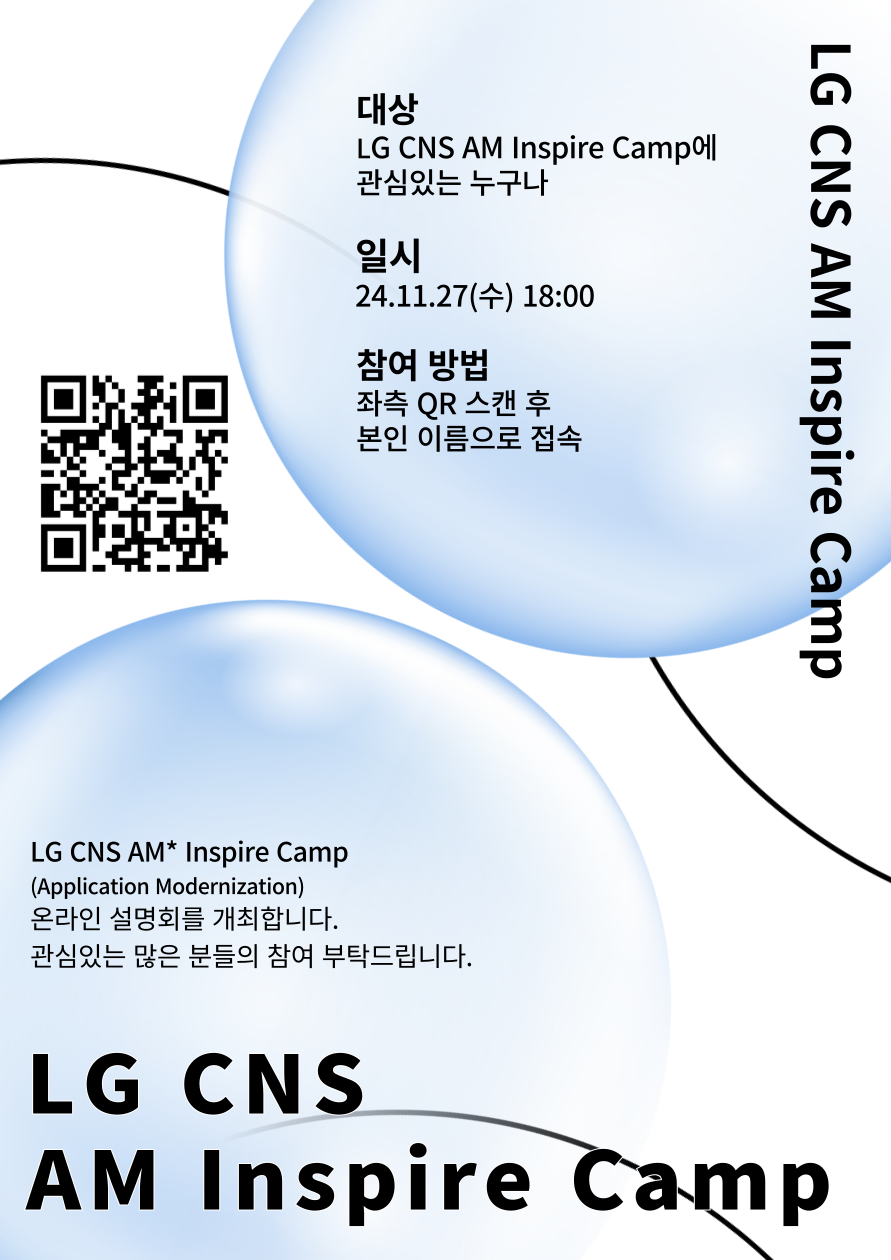 대상
LG CNS AM Inspire Camp에
관심있는 누구나
일시
24.11.27(수) 18:00
참여 방법
좌측 QR 스캔 후
본인 이름으로 접속
LG CNS AM Inspire Camp
LG CNS AM* Inspire Camp
(Application Modernization)
온라인 설명회를 개최합니다.
관심있는 많은 분들의 참여 부탁드립니다.
LG CNS
AM Inspire Camp